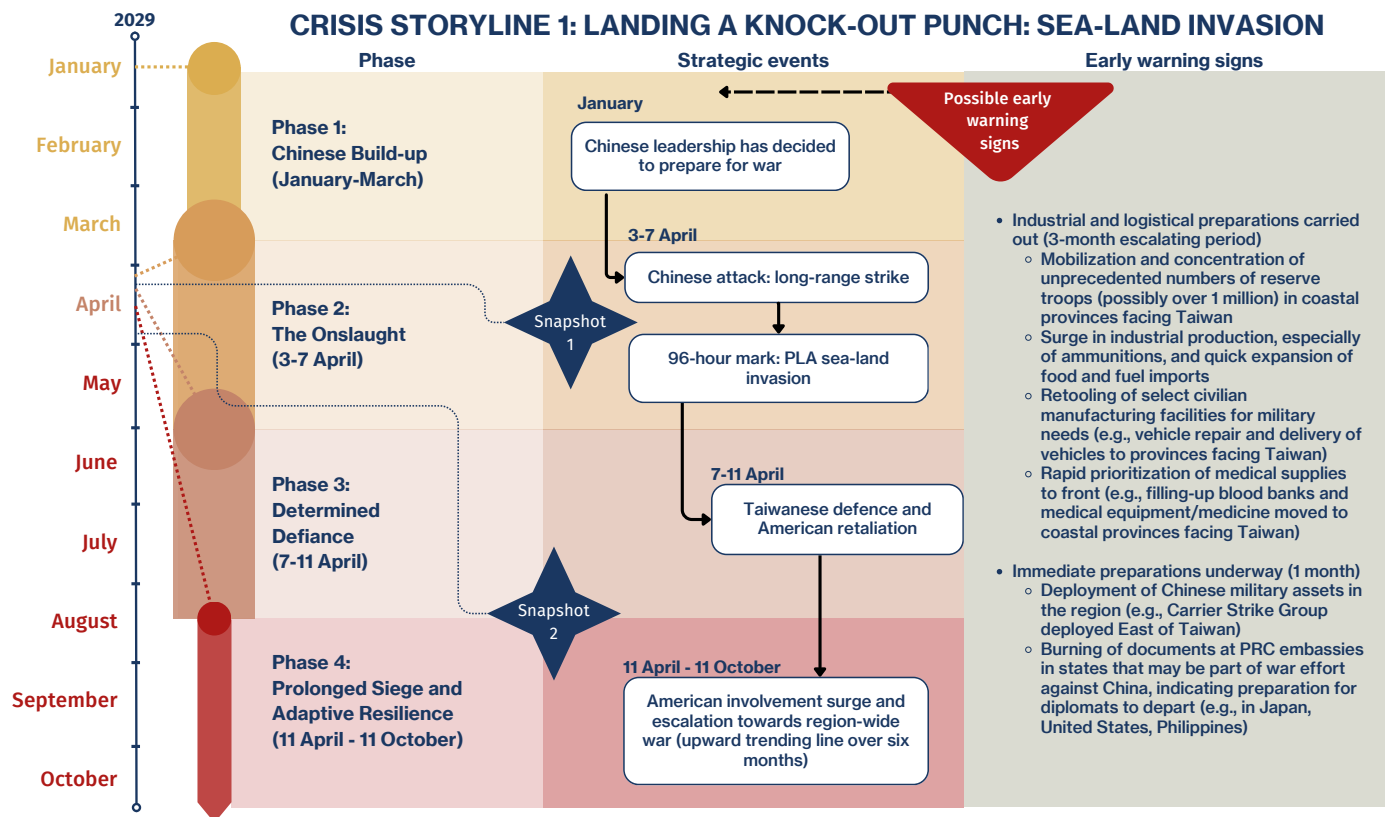 2029
CRISIS STORYLINE 1: LANDING A KNOCK-OUT PUNCH: SEA-LAND INVASION
Phase
Strategic events
Early warning signs
January
February
March
April
May
June
July
August
September
October
Phase 1:
Chinese Build-up
(January-March)
Phase 2:
The Onslaught
(3-7 April)
Phase 3:
Determined
Defiance
(7-11 April)
Phase 4:
Prolonged Siege and
Adaptive Resilience
(11 April - 11 October)
Snapshot
1
Snapshot
2
January
Chinese leadership has decided
to prepare for war
3-7 April
Chinese attack: long-range strike
96-hour mark: PLA sea-land
invasion
7-11 April
Taiwanese defence and
American retaliation
11 April - 11 October
American involvement surge and
escalation towards region-wide
war (upward trending line over six
months)
Possible early
warning
signs
• Industrial and logistical preparations carried
out (3-month escalating period)
◦ Mobilization and concentration of
unprecedented numbers of reserve
troops (possibly over 1 million) in coastal
provinces facing Taiwan
◦ Surge in industrial production, especially
of ammunitions, and quick expansion of
food and fuel imports
◦ Retooling of select civilian
manufacturing facilities for military
needs (e.g., vehicle repair and delivery of
vehicles to provinces facing Taiwan)
◦ Rapid prioritization of medical supplies
to front (e.g., filling-up blood banks and
medical equipment/medicine moved to
coastal provinces facing Taiwan)
• Immediate preparations underway (1 month)
◦ Deployment of Chinese military assets in
the region (e.g., Carrier Strike Group
deployed East of Taiwan)
◦ Burning of documents at PRC embassies
in states that may be part of war effort
against China, indicating preparation for
diplomats to depart (e.g., in Japan,
United States, Philippines)